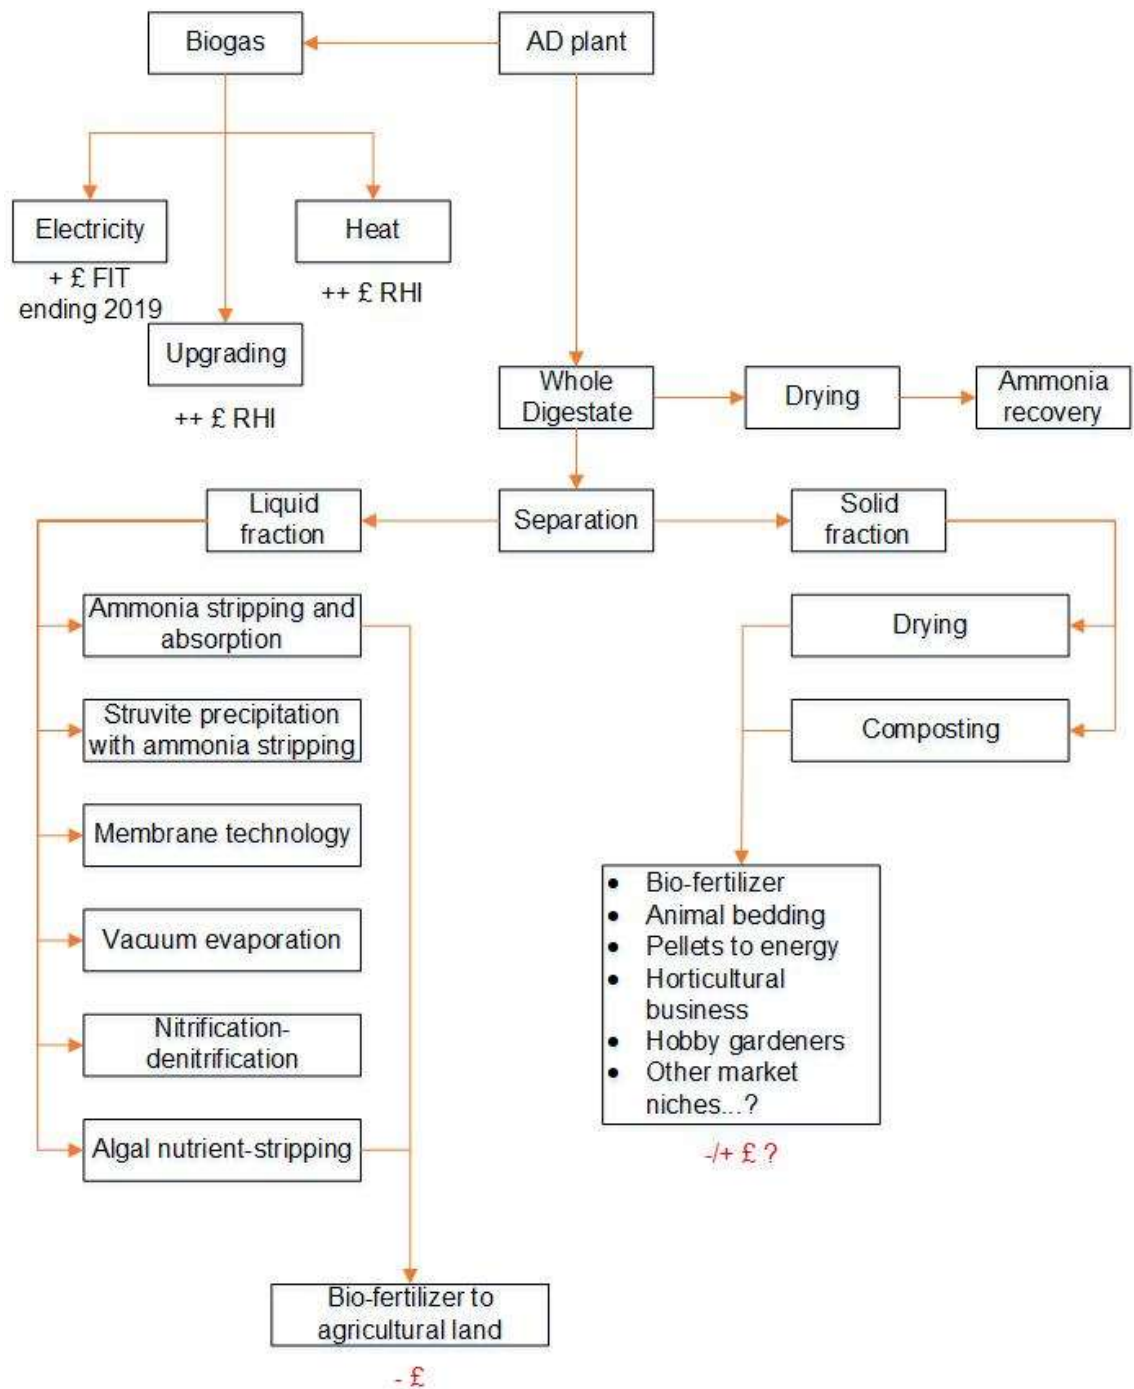 Biogas
AD plant
Electricity
+ £ FIT
ending 2019
Heat
++ £ RHI
Upgrading
++ £ RHI
Whole
Digestate
Drying
Ammonia
recovery
Liquid
fraction
Separation
Solid
fraction
Ammonia stripping and
absorption
Struvite precipitation
with ammonia stripping
Membrane technology
Vacuum evaporation
Nitrification-
denitrification
Algal nutrient-stripping
Drying
Composting
• Bio-fertilizer
• Animal bedding
• Pellets to energy
• Horticultural
business
• Hobby gardeners
• Other market
niches...?
-/+ £ ?
Bio-fertilizer to
agricultural land
- £